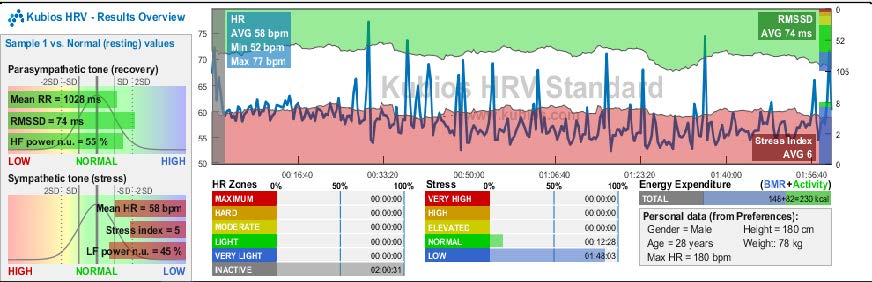 Kubios HRV - Results Overview
Sample 1 vs. Normal (resting) values
Parasympathetic tone (recovery)
-2SD -SD SD 2SD
Mean RR = 1028 ms
RMSSD = 74 ms
HF power n.u. = 55 %
LOW NORMAL HIGH
Sympathetic tone (stress)
-2SD -SD SD 2SD
Mean HR = 58 bpm
Stress index = 5
LF power n.u. = 45 %
HIGH NORMAL LOW
HR
AVG 58 bpm
Min 52 bpm
Max 77 bpm
RMSSD
AVG 74 ms
75
70
65
60
55
50
0
52
105
8
2
0
Kubios HRV Standard
Stress Index
AVG 6
00:16:40 00:33:20 00:50:00 01:06:40 01:23:20 01:40:00 01:56:40
HR Zones 0% 50% 100%
MAXIMUM 00:00:00
HARD 00:00:00
MODERATE 00:00:00
LIGHT 00:00:00
VERY LIGHT 00:00:00
INACTIVE 02:00:31
Stress 0% 50% 100%
VERY HIGH 00:00:00
HIGH 00:00:00
ELEVATED 00:00:00
NORMAL 00:12:28
LOW 01:48:03
Energy Expenditure (BMR+Activity)
TOTAL 148+82=230 kcal
Personal data (from Preferences):
Gender = Male Height = 180 cm
Age = 28 years Weight: 78 kg
Max HR = 180 bpm